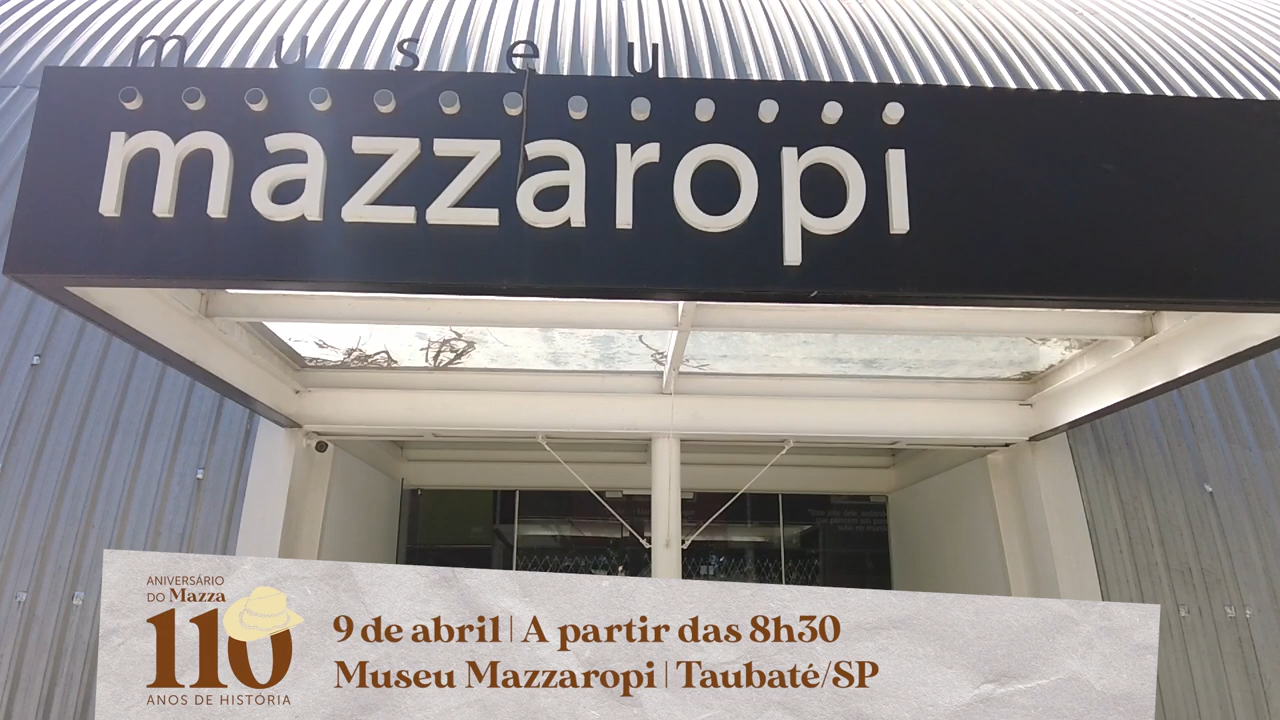 museu
mazzaropi
ANIVERSÁRIO
DO Mazza
110
ANOS DE HISTÓRIA
9 de abril | A partir das 8h30
Museu Mazzaropi | Taubaté/SP